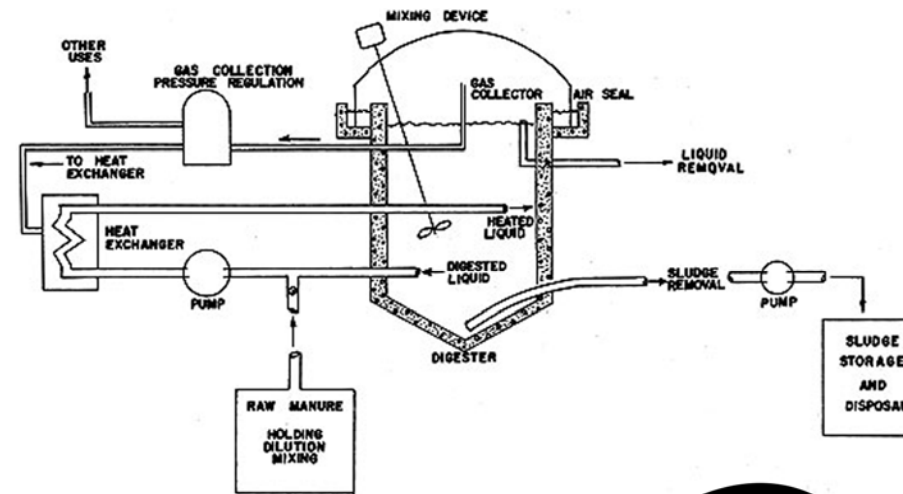 MIXING DEVICE
OTHER
USES
GAS COLLECTION
PRESSURE REGULATION
GAS
COLLECTOR
AIR SEAL
TO HEAT
EXCHANGER
LIQUID
REMOVAL
HEAT
EXCHANGER
HEATED
LIQUID
DIGESTED
LIQUID
PUMP
SLUDGE
REMOVAL
PUMP
DIGESTER
SLUDGE
STORAGE
AND
DISPOSAL
RAW MANURE
HOLDING
DILUTION
MIXING